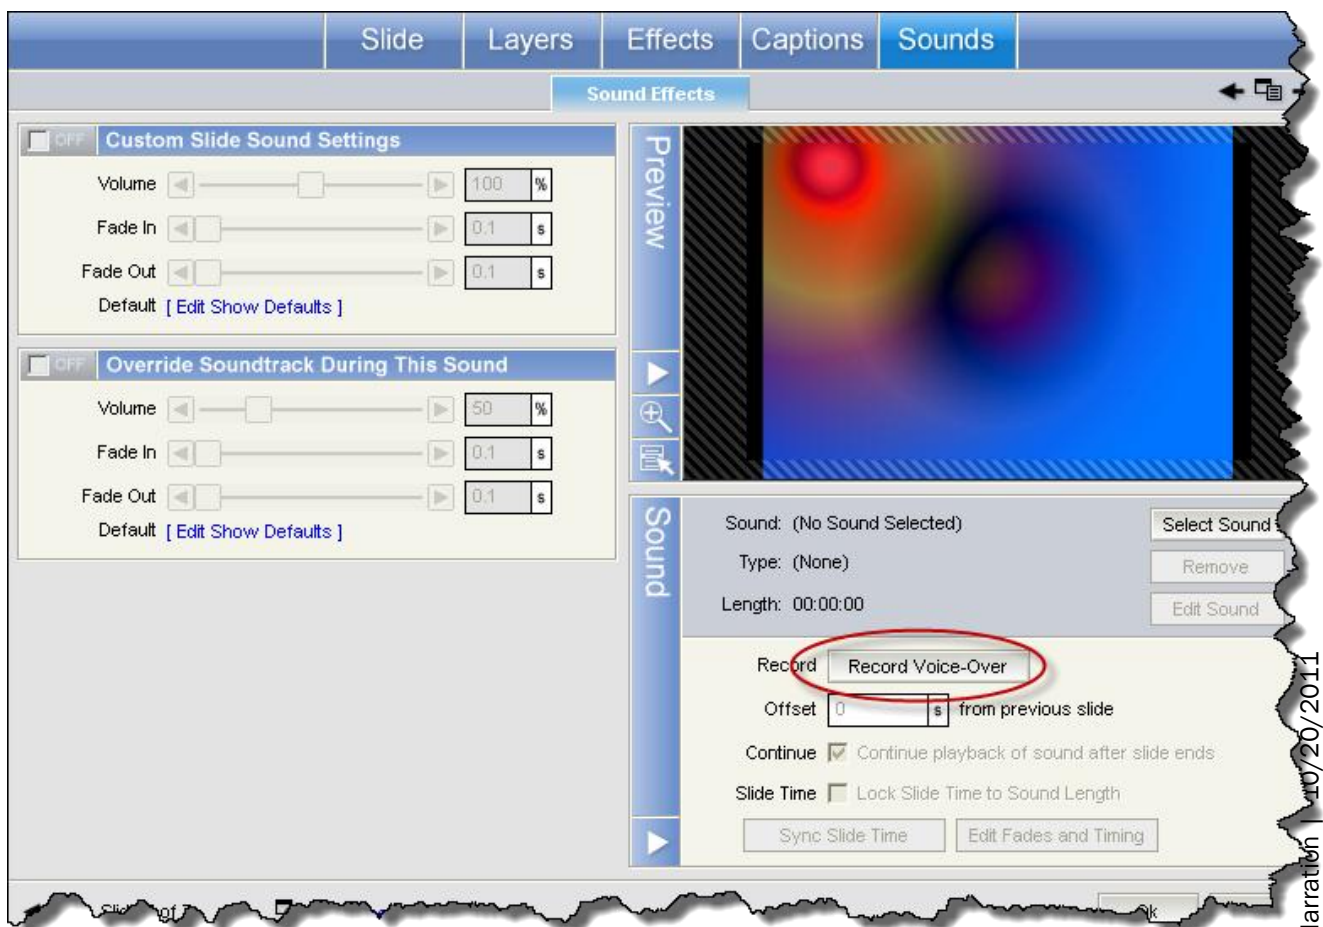 Slide Layers Effects Captions Sounds
Sound Effects
OFF Custom Slide Sound Settings
Volume 100 %
Fade In 0.1 s
Fade Out 0.1 s
Default [ Edit Show Defaults ]
OFF Override Soundtrack During This Sound
Volume 50 %
Fade In 0.1 s
Fade Out 0.1 s
Default [ Edit Show Defaults ]
Preview
Sound
Sound: (No Sound Selected) Select Sound
Type: (None) Remove
Length: 00:00:00 Edit Sound
Record Record Voice-Over
Offset 0 s from previous slide
Continue Continue playback of sound after slide ends
Slide Time Lock Slide Time to Sound Length
Sync Slide Time Edit Fades and Timing
Ok
arration | 10/20/2011